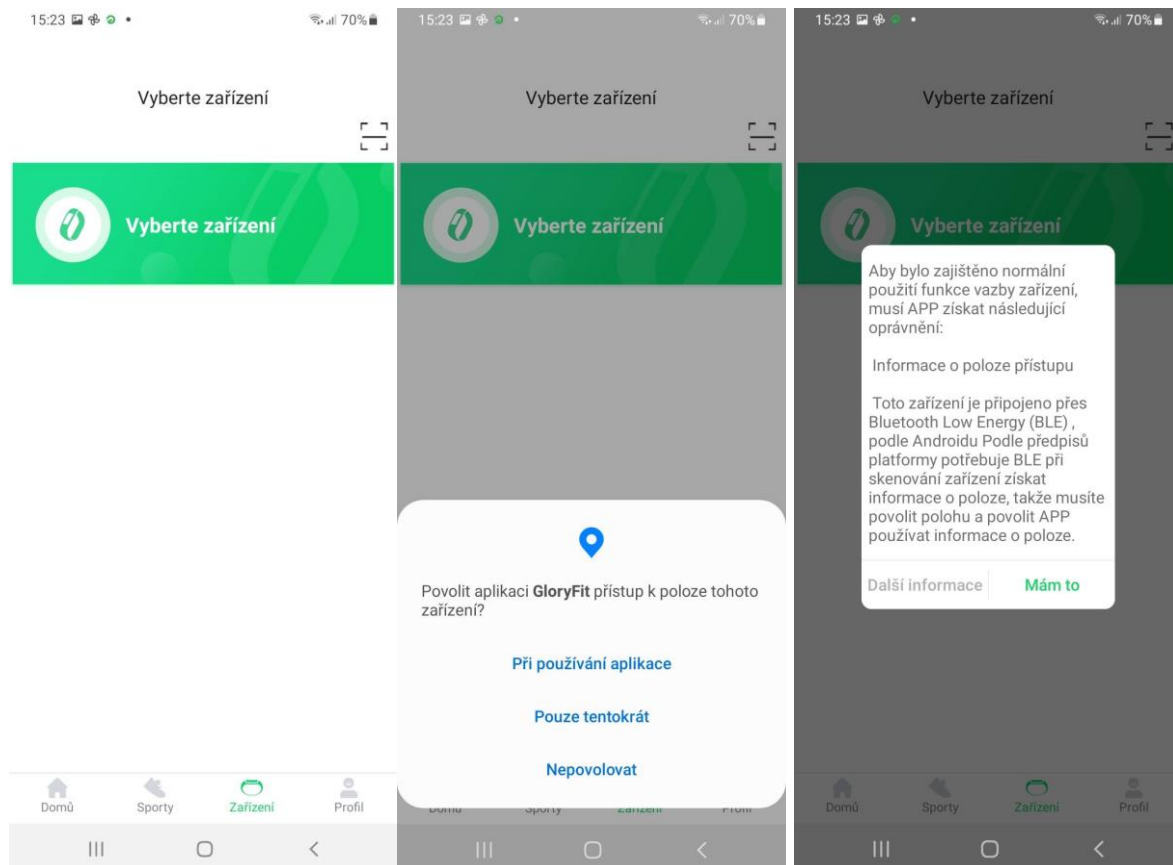 15:23
70%
Vyberte zařízení
Vyberte zařízení
Domů
Sporty
Zařízení
Profil
15:23
70%
Vyberte zařízení
Vyberte zařízení
Povolit aplikaci GloryFit přístup k poloze tohoto
zařízení?
Při používání aplikace
Pouze tentokrát
Nepovolovat
Domů
Sporty
Zařízení
Profil
15:23
70%
Vyberte zařízení
Vyberte zařízení
Aby bylo zajištěno normální
použití funkce vazby zařízení,
musí APP získat následující
oprávnění:
Informace o poloze přístupu
Toto zařízení je připojeno přes
Bluetooth Low Energy (BLE) ,
podle Androidu Podle předpisů
platformy potřebuje BLE při
skenování zařízení získat
informace o poloze, takže musíte
povolit polohu a povolit APP
používat informace o poloze.
Další informace
Mám to
Domů
Sporty
Zařízení
Profil